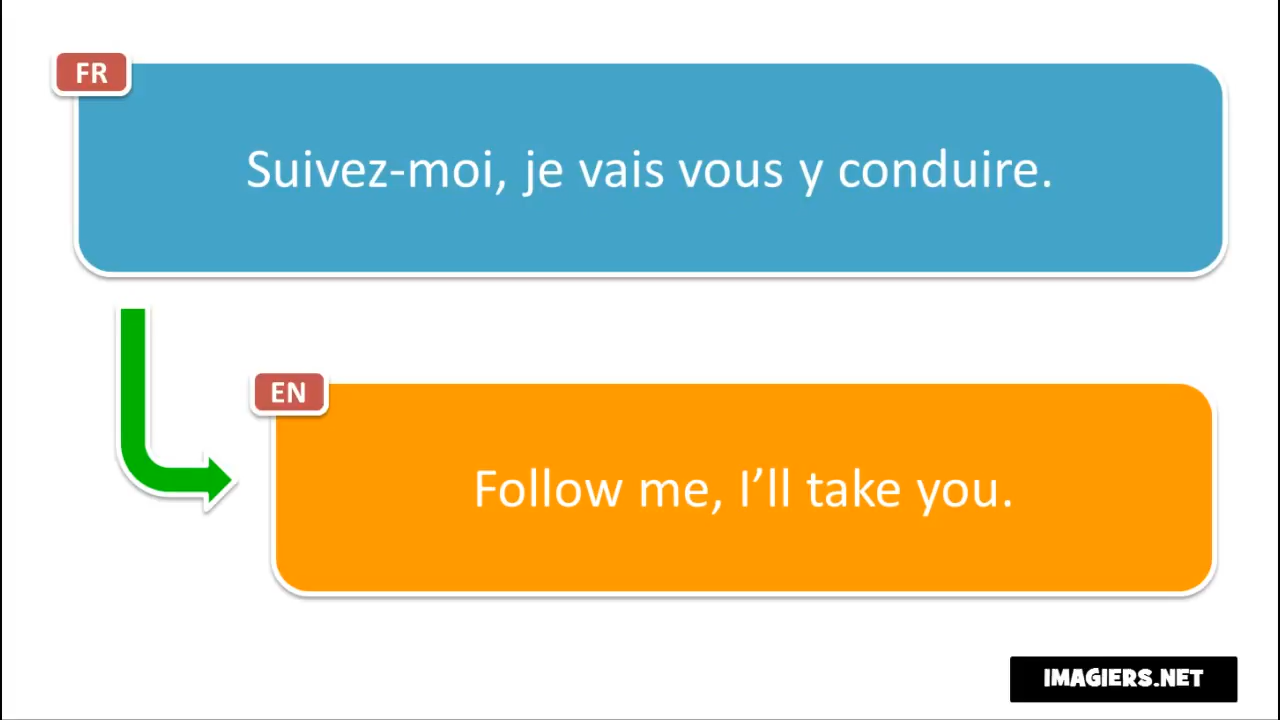 FR
Suivez-moi, je vais vous y conduire.
EN
Follow me, I’ll take you.
IMAGIERS.NET